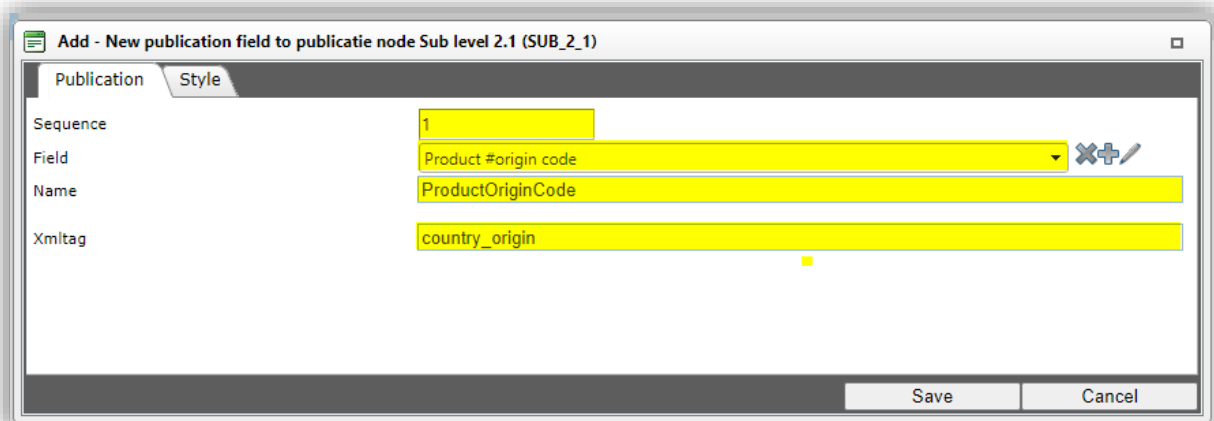 Add - New publication field to publicatie node Sub level 2.1 (SUB_2_1)
Publication Style
Sequence 1
Field Product #origin code
Name ProductOriginCode
Xmltag country_origin
Save Cancel